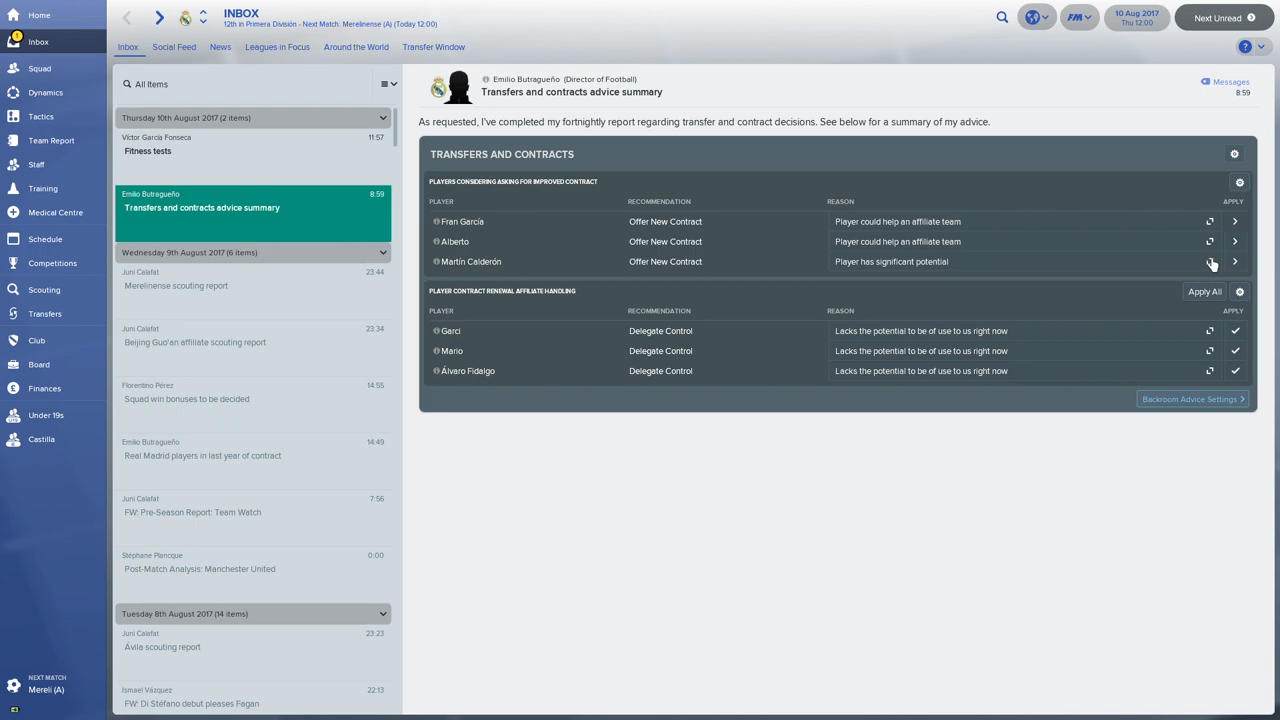 Home
Inbox
1
Squad
Dynamics
Tactics
Team Report
Staff
Training
Medical Centre
Schedule
Competitions
Scouting
Transfers
Club
Board
Finances
Under 19s
Castilla
NEXT MATCH
Mereli (A)
INBOX
12th in Primera División - Next Match: Merelinense (A) (Today 12:00)
FM
10 Aug 2017
Thu 12:00
Next Unread
Inbox
Social Feed
News
Leagues in Focus
Around the World
Transfer Window
?
All Items
Thursday 10th August 2017 (2 items)
Víctor García Fonseca 11:57
Fitness tests
Emilio Butragueño 8:59
Transfers and contracts advice summary
Wednesday 9th August 2017 (6 items)
Juni Calafat 23:44
Merelinense scouting report
Juni Calafat 23:34
Beijing Guo'an affiliate scouting report
Florentino Pérez 14:55
Squad win bonuses to be decided
Emilio Butragueño 14:49
Real Madrid players in last year of contract
Juni Calafat 7:56
FW: Pre-Season Report: Team Watch
Stéphane Plancque 0:00
Post-Match Analysis: Manchester United
Tuesday 8th August 2017 (14 items)
Juni Calafat 23:23
Ávila scouting report
Ismael Vázquez 22:13
FW: Di Stéfano debut pleases Fagan
Emilio Butragueño (Director of Football)
Transfers and contracts advice summary
Messages
8:59
As requested, I've completed my fortnightly report regarding transfer and contract decisions. See below for a summary of my advice.
TRANSFERS AND CONTRACTS
PLAYERS CONSIDERING ASKING FOR IMPROVED CONTRACT
PLAYER RECOMMENDATION REASON APPLY
Fran García Offer New Contract Player could help an affiliate team
Alberto Offer New Contract Player could help an affiliate team
Martín Calderón Offer New Contract Player has significant potential
PLAYER CONTRACT RENEWAL AFFILIATE HANDLING Apply All
PLAYER RECOMMENDATION REASON APPLY
Garci Delegate Control Lacks the potential to be of use to us right now
Mario Delegate Control Lacks the potential to be of use to us right now
Álvaro Fidalgo Delegate Control Lacks the potential to be of use to us right now
Backroom Advice Settings